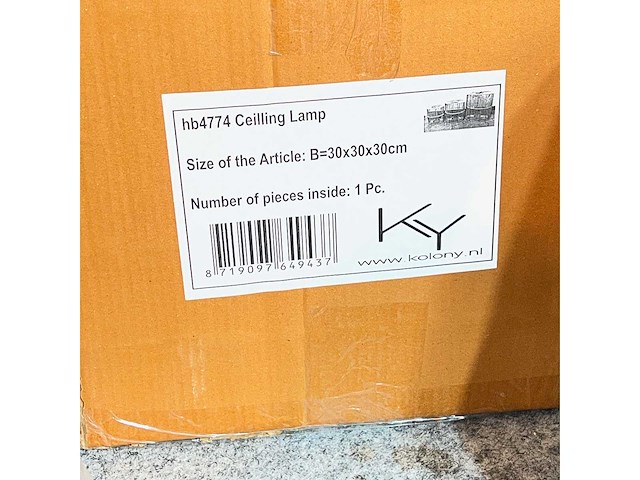 hb4774 Ceilling Lamp
Size of the Article: B=30x30x30cm
Number of pieces inside: 1 Pc.
KY
www.kolony.nl
8 719097 649437